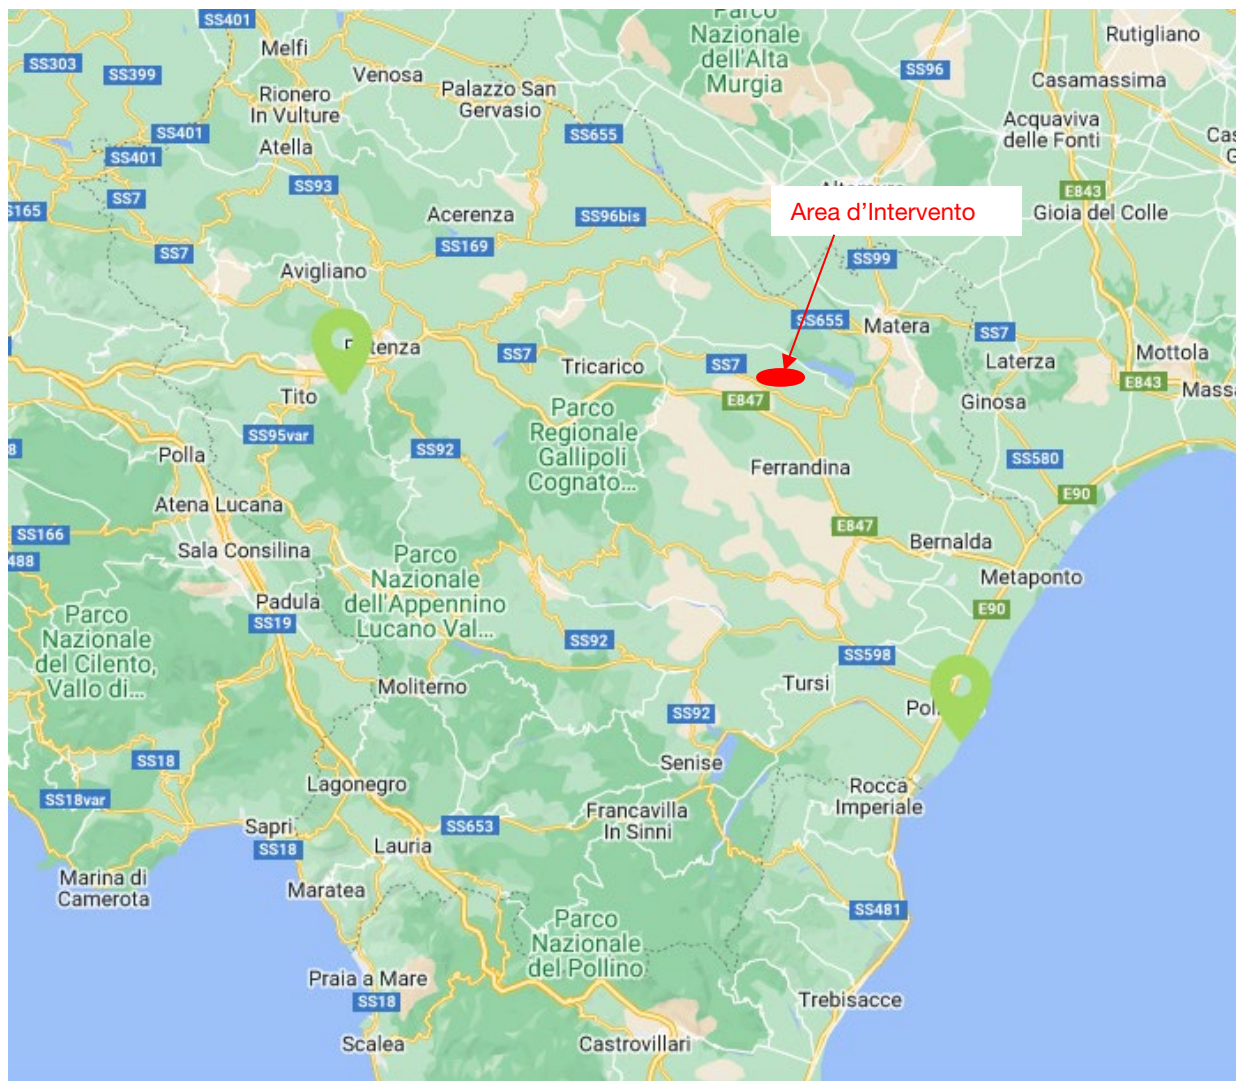 SS401
Parco
Nazionale
dell'Alta
Murgia
Rutigliano
Melfi
SS303
SS399
Venosa
SS96
Casamassima
Rionero
In Vulture
Palazzo San
Gervasio
SS401
SS655
Acquaviva
delle Fonti
Atella
SS401
SS7
SS93
E843
Area d'Intervento
S165
Acerenza
SS96bis
Gioia del Colle
SS169
SS7
SS99
Avigliano
SS655
Matera
SS7
tenza
SS7
Tricarico
SS7
Laterza
Mottola
E843
Tito
E847
Ginosa
Massa
Parco
Regionale
Gallipoli
Cognato...
SS95var
SS92
Polla
Ferrandina
SS580
E90
Atena Lucana
SS166
E847
Sala Consilina
Bernalda
488
Parco
Nazionale
dell'Appennino
Lucano Val...
Metaponto
Padula
E90
SS19
Parco
Nazionale
del Cilento,
Vallo di...
SS92
SS598
Moliterno
Tursi
Pol
SS92
SS18
Senise
Lagonegro
Rocca
Imperiale
SS18var
Francavilla
In Sinni
Sapri
SS653
SS18
Lauria
Marina di
Camerota
Maratea
SS481
Parco
Nazionale
del Pollino
Praia a Mare
SS18
Trebisacce
Scalea
Castrovillari